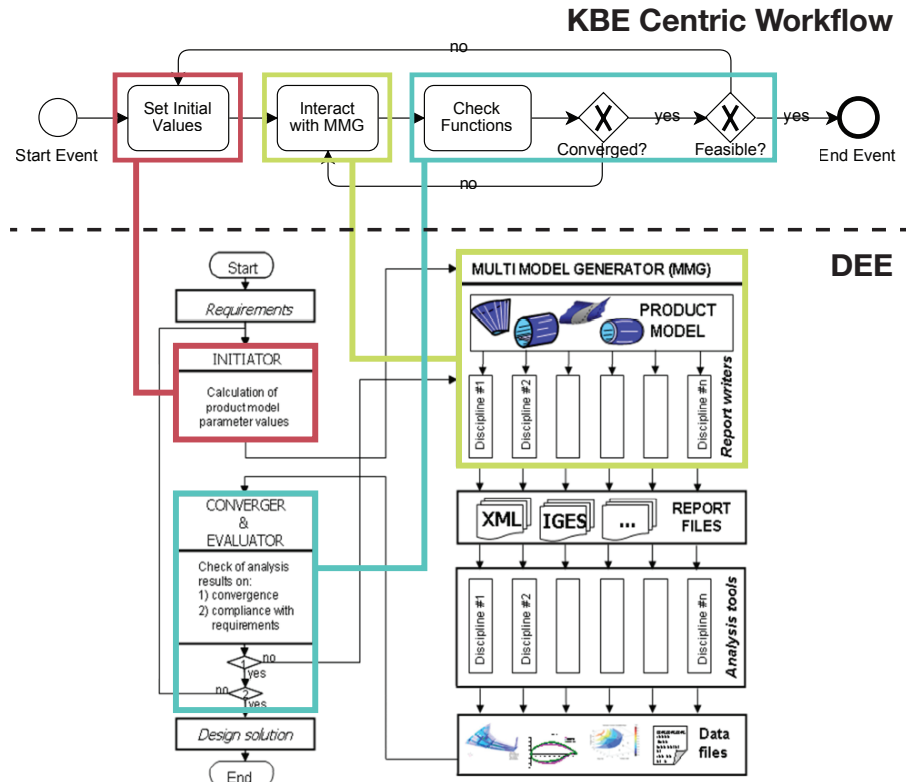 KBE Centric Workflow
no
Set Initial
Values
Interact
with MMG
Check
Functions
yes
yes
Start Event
Converged?
Feasible?
End Event
no
DEE
Start
Requirements
INITIATOR
Calculation of
product model
parameter values
MULTI MODEL GENERATOR (MMG)
PRODUCT
MODEL
Discipline #1
Discipline #2
Discipline #n
Report writers
CONVERGER
&
EVALUATOR
Check of analysis
results on:
1) convergence
2) compliance with
requirements
1
no
yes
no
2
yes
Design solution
End
XML
IGES
...
REPORT
FILES
Discipline #1
Discipline #2
Discipline #n
Analysis tools
Data
files